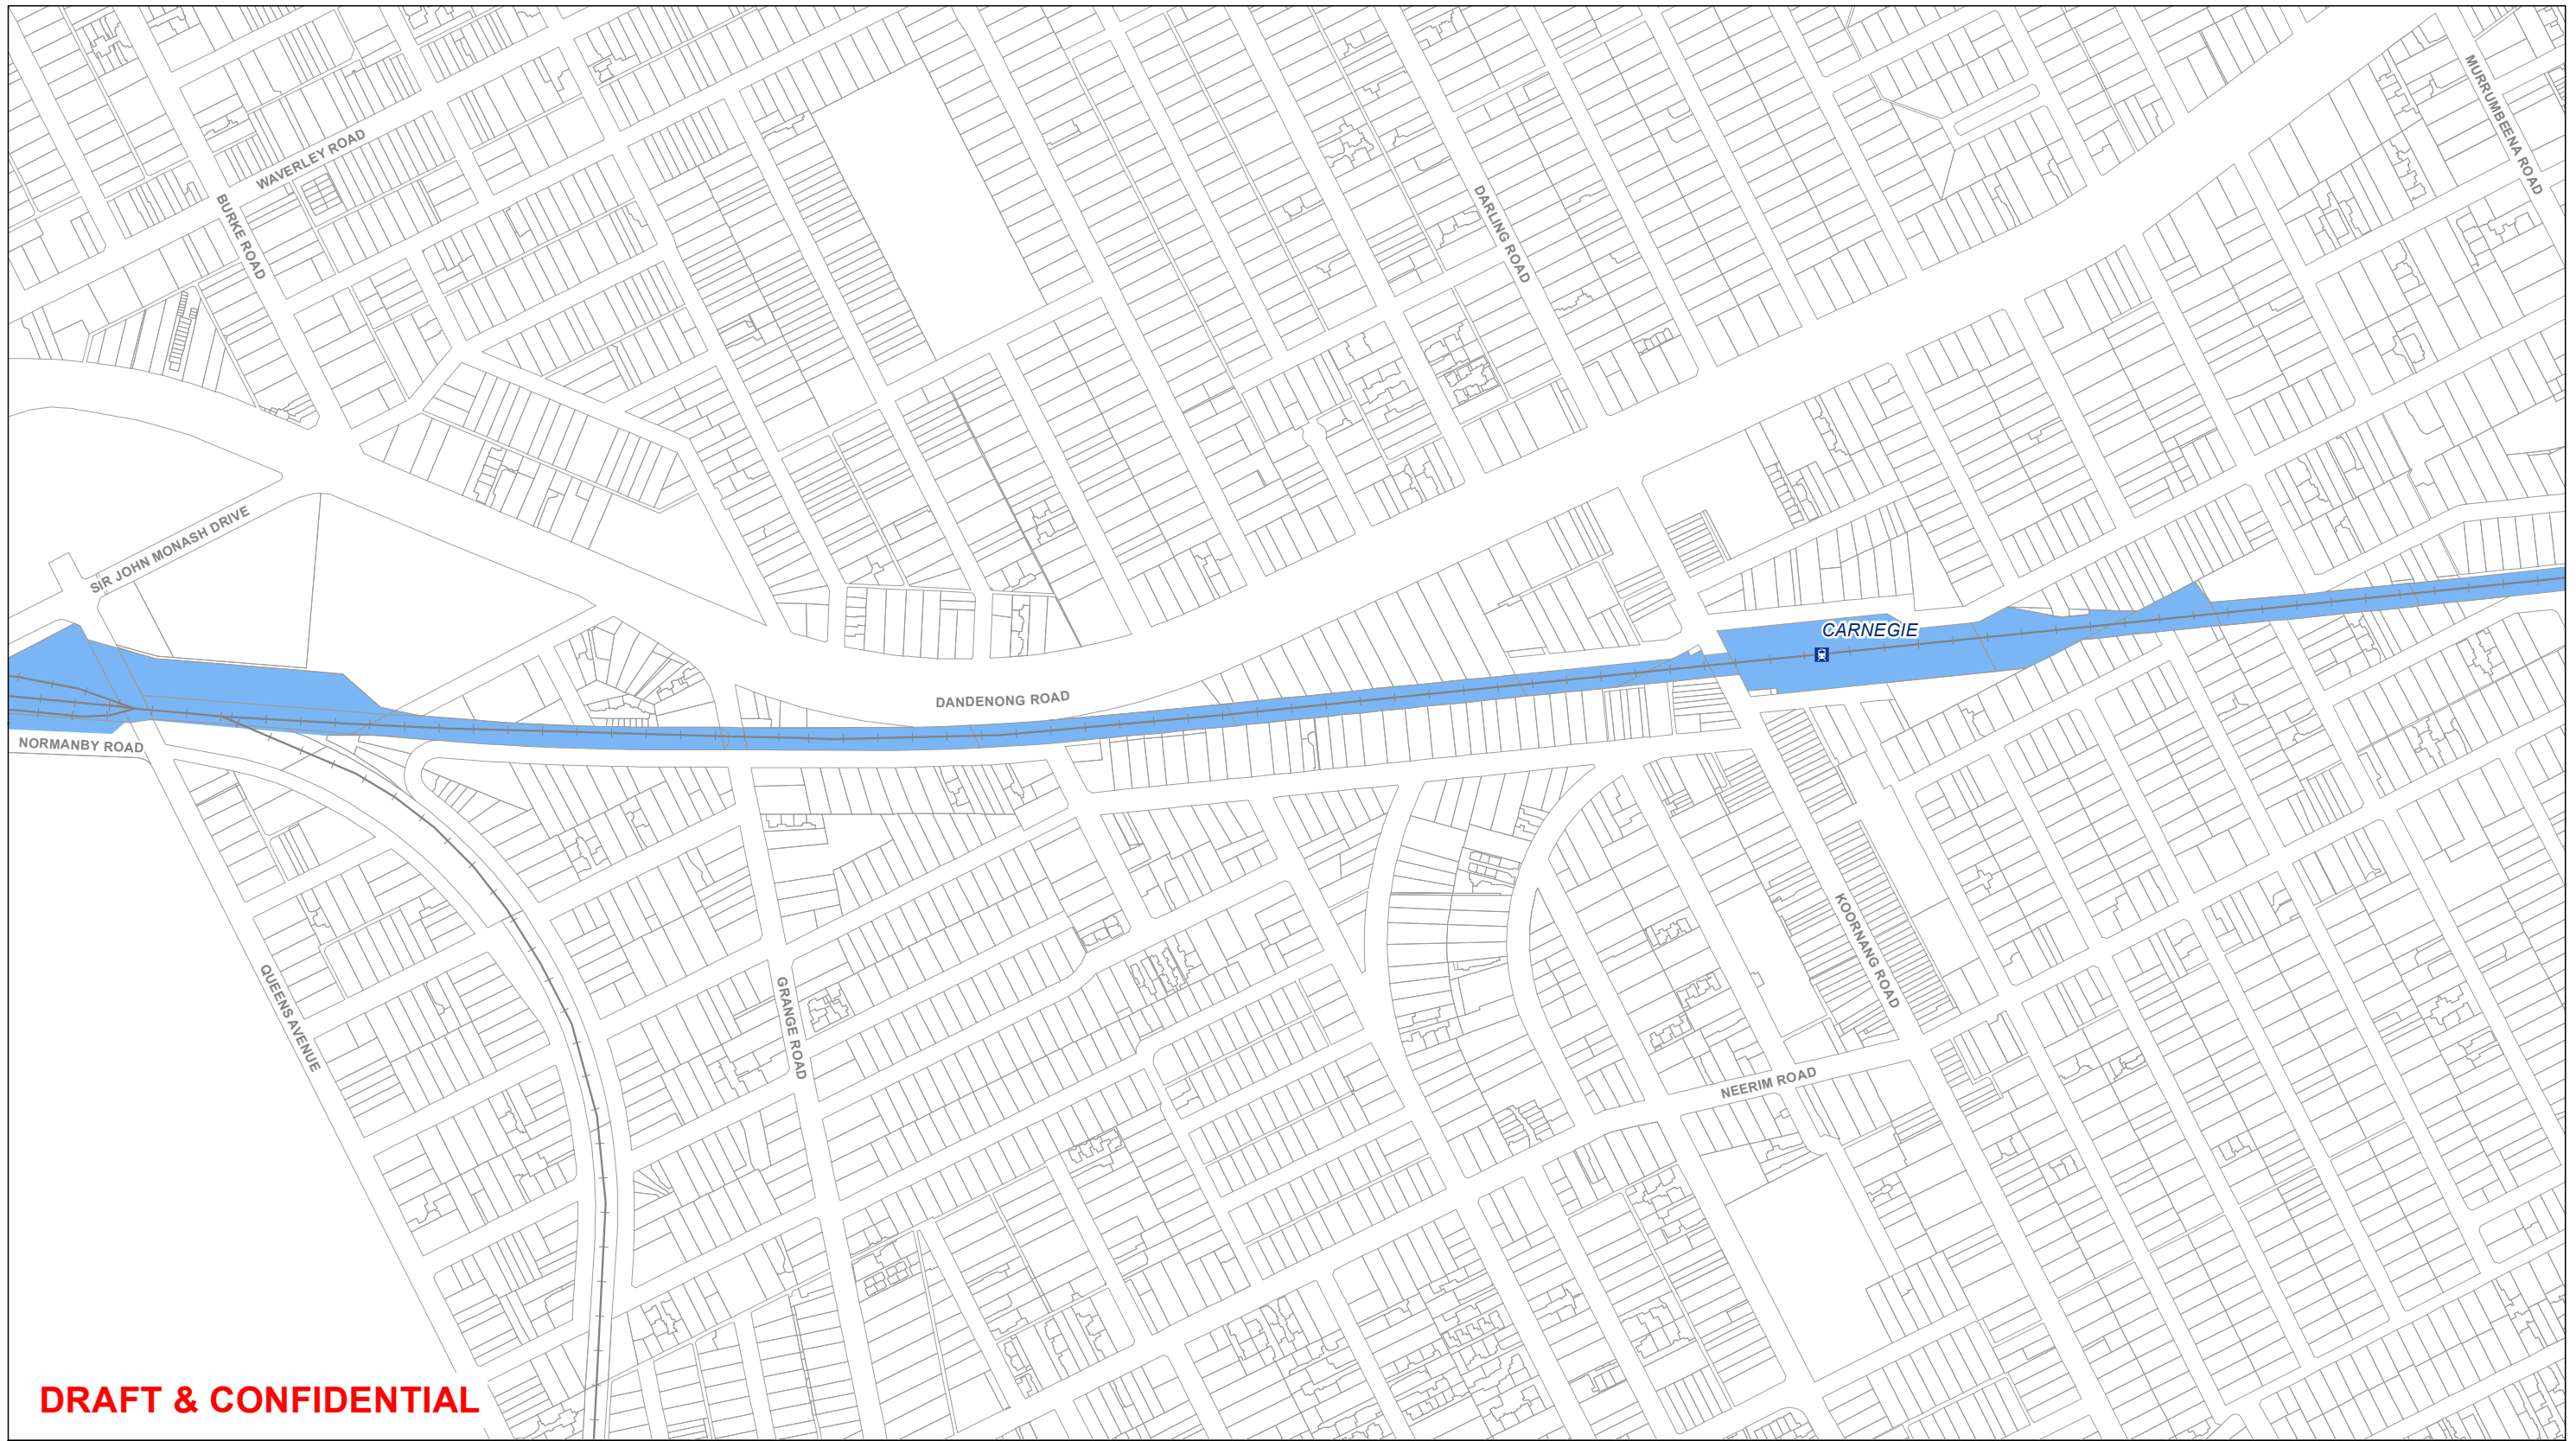 MURRUMBEENA ROAD
WAVERLEY ROAD
BURKE ROAD
DARLING ROAD
SIR JOHN MONASH DRIVE
CARNEGIE
DANDENONG ROAD
NORMANBY ROAD
KOORNANG ROAD
QUEENS AVENUE
GRANGE ROAD
NEERIM ROAD
DRAFT & CONFIDENTIAL